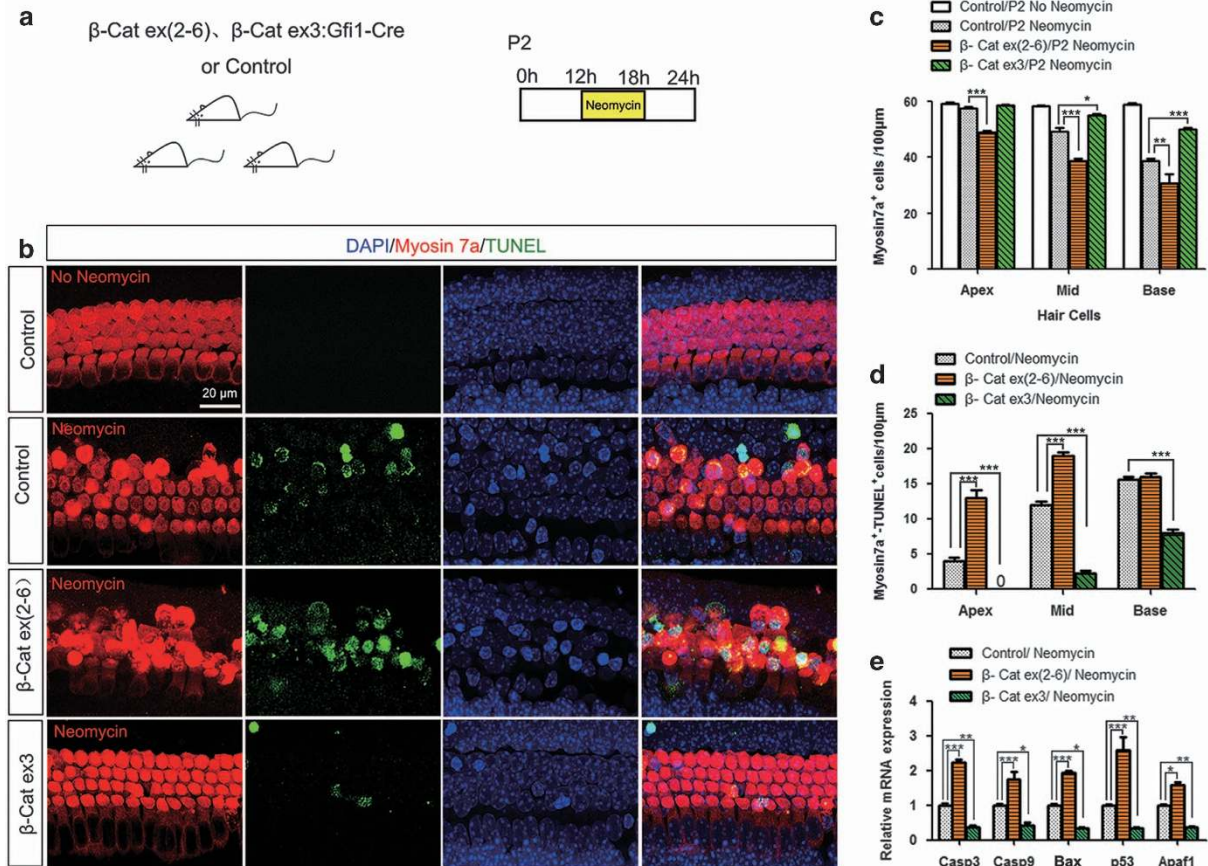 a
β-Cat ex(2-6)、β-Cat ex3:Gfi1-Cre
or Control
P2
0h 12h 18h 24h
Neomycin
b
DAPI/Myosin 7a/TUNEL
Control
No Neomycin
20 μm
Control
Neomycin
β-Cat ex(2-6)
Neomycin
β-Cat ex3
Neomycin
c
Control/P2 No Neomycin
Control/P2 Neomycin
β- Cat ex(2-6)/P2 Neomycin
β- Cat ex3/P2 Neomycin
Myosin7a+ cells /100μm
60
40
20
0
*** *** * *** **
Apex Mid Base
Hair Cells
d
Control/Neomycin
β- Cat ex(2-6)/Neomycin
β- Cat ex3/Neomycin
Myosin7a+-TUNEL+cells/100μm
25
20
15
10
5
0
*** *** *** *** ***
0
Apex Mid Base
e
Control/ Neomycin
β- Cat ex(2-6)/ Neomycin
β- Cat ex3/ Neomycin
Relative mRNA expression
4
3
2
1
0
*** ** *** * *** * *** ** * **
Casp3 Casp9 Bax p53 Apaf1